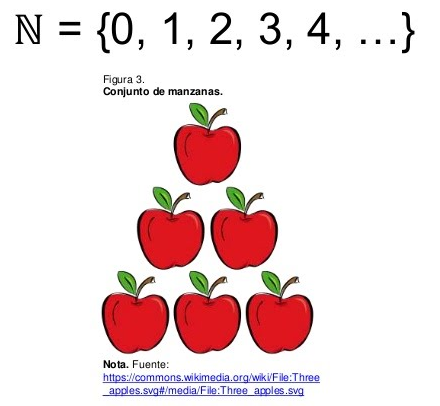 ℕ = {0, 1, 2, 3, 4, ...}
Figura 3.
Conjunto de manzanas.
Nota. Fuente:
https://commons.wikimedia.org/wiki/File:Three
_apples.svg#/media/File:Three_apples.svg